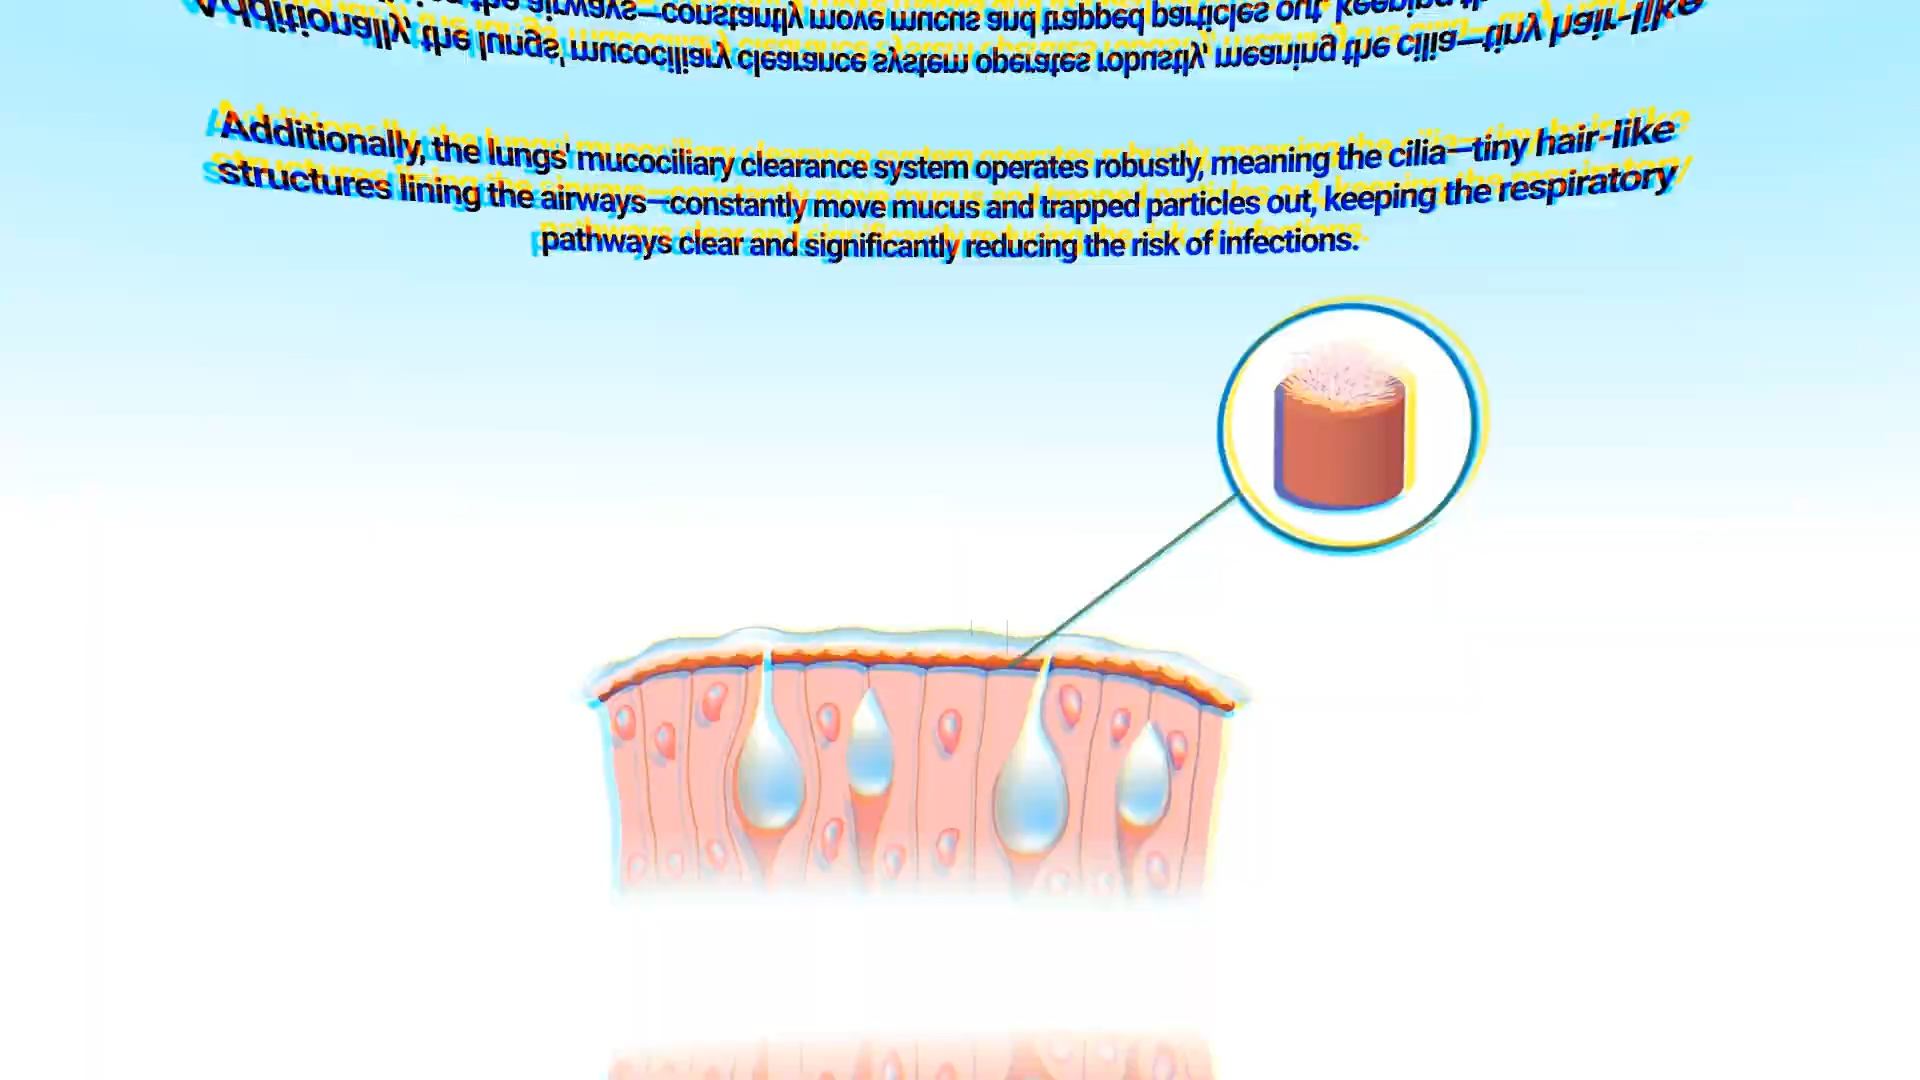 Additionally, the lungs' mucociliary clearance system operates robustly, meaning the cilia—tiny hair-like
structures lining the airways—constantly move mucus and trapped particles out, keeping the respiratory
pathways clear and significantly reducing the risk of infections.